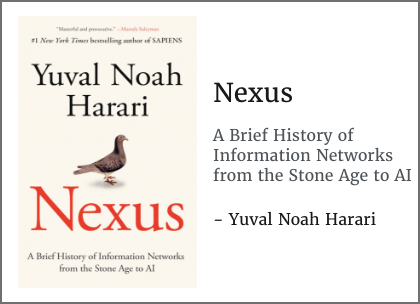 "Masterful and provocative." – Mustafa Suleyman
#1 New York Times bestselling author of SAPIENS
Yuval Noah
Harari
Nexus
A Brief History of Information Networks
from the Stone Age to AI
Nexus
A Brief History of
Information Networks
from the Stone Age to AI
– Yuval Noah Harari